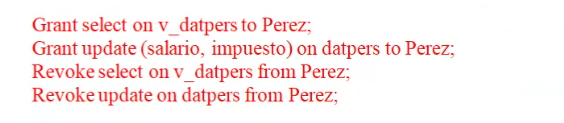 Grant select on v_datpers to Perez;
Grant update (salario, impuesto) on datpers to Perez;
Revoke select on v_datpers from Perez;
Revoke update on datpers from Perez;